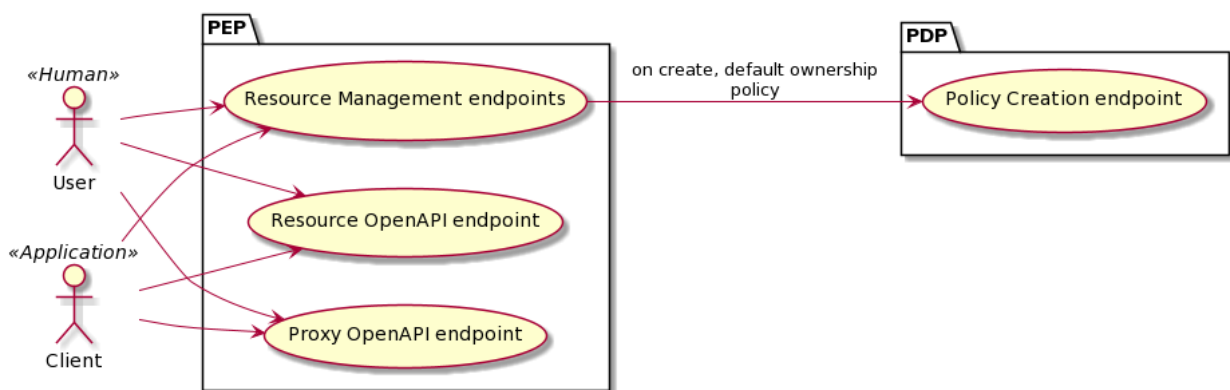 PEP
PDP
«Human»
User
«Application»
Client
Resource Management endpoints
on create, default ownership
policy
Policy Creation endpoint
Resource OpenAPI endpoint
Proxy OpenAPI endpoint